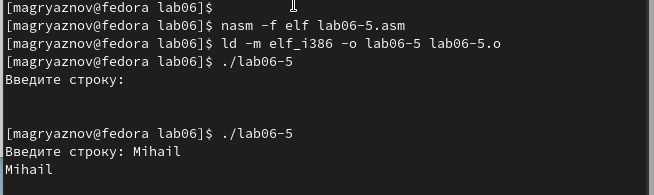 [magryaznov@fedora lab06]$
[magryaznov@fedora lab06]$ nasm -f elf lab06-5.asm
[magryaznov@fedora lab06]$ ld -m elf_i386 -o lab06-5 lab06-5.o
[magryaznov@fedora lab06]$ ./lab06-5
Введите строку:
[magryaznov@fedora lab06]$ ./lab06-5
Введите строку: Mihail
Mihail